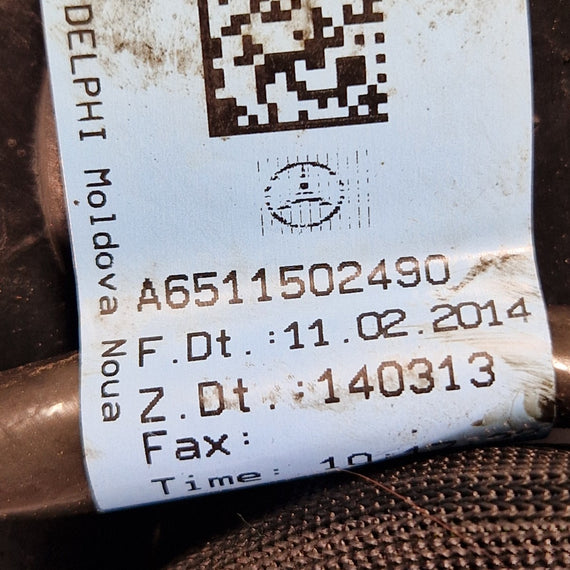 DELPHI Moldova Noua
A6511502490
F.Dt.:11.02.2014
Z.Dt.:140313
Fax:
Time: